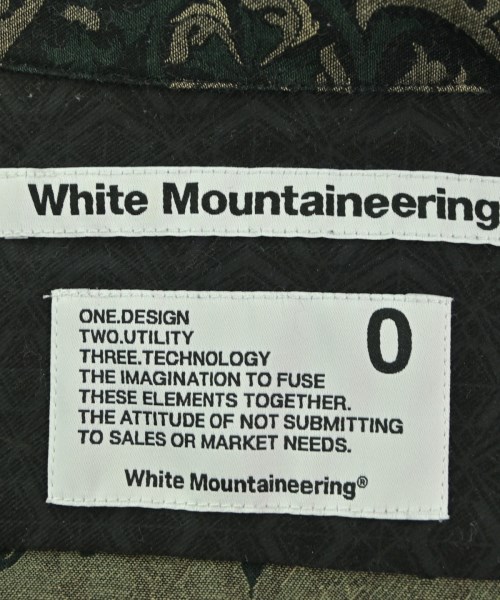 White Mountaineering
0
ONE.DESIGN
TWO.UTILITY
THREE.TECHNOLOGY
THE IMAGINATION TO FUSE
THESE ELEMENTS TOGETHER.
THE ATTITUDE OF NOT SUBMITTING
TO SALES OR MARKET NEEDS.
White Mountaineering®